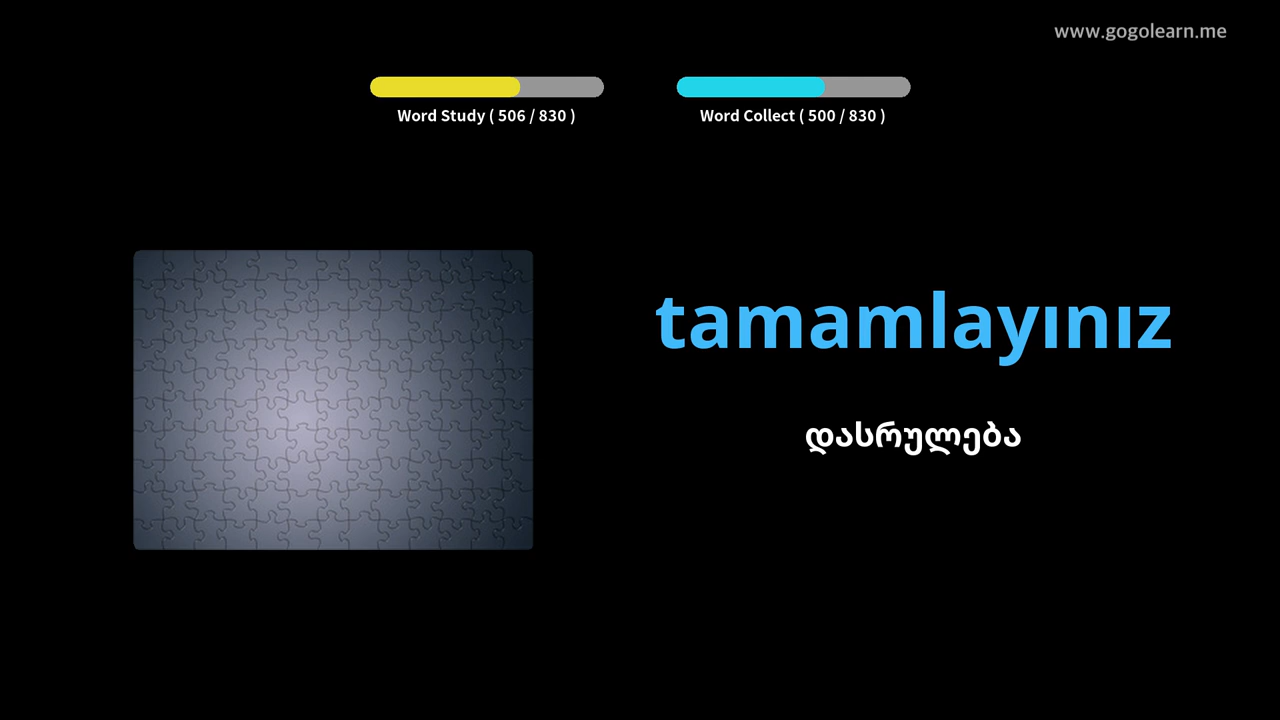 www.gogolearn.me
Word Study ( 506 / 830 )
Word Collect ( 500 / 830 )
tamamlayınız
დასრულება